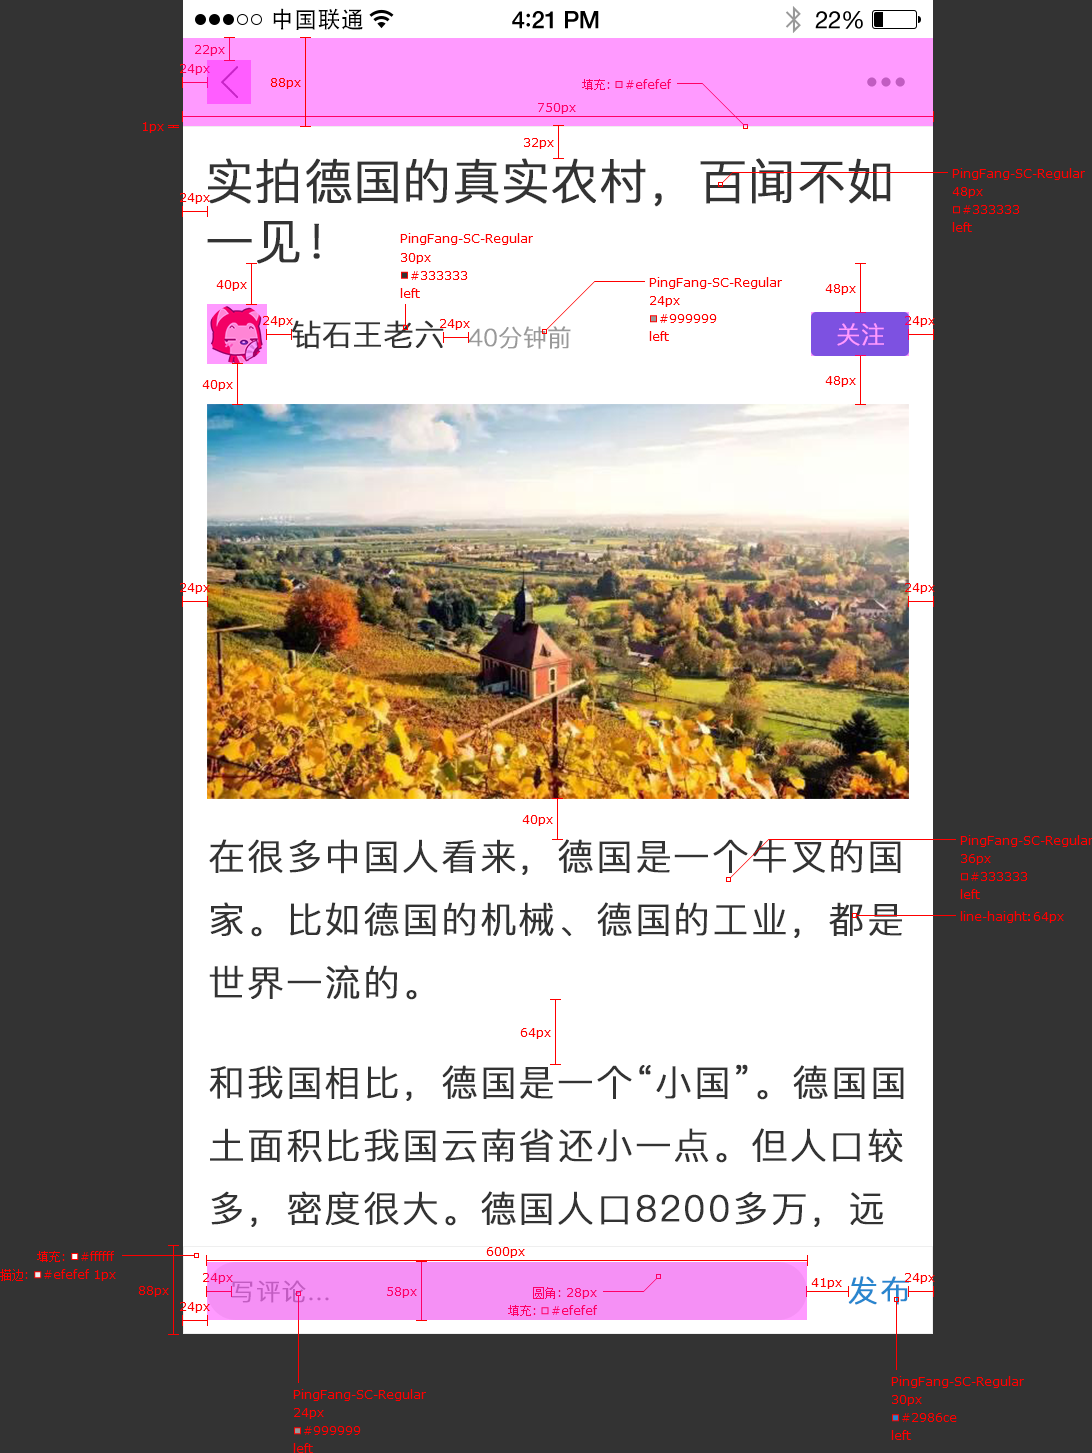 中国联通 4:21 PM 22%
22px
24px
88px
填充: #efefef
750px
1px
32px
实拍德国的真实农村，百闻不如
PingFang-SC-Regular
48px
#333333
left
24px
一见！
PingFang-SC-Regular
30px
#333333
left
40px
PingFang-SC-Regular
24px
#999999
left
48px
24px
钻石王老六
24px
40分钟前
关注
24px
40px
48px
24px
24px
40px
在很多中国人看来，德国是一个牛叉的国
PingFang-SC-Regular
36px
#333333
left
家。比如德国的机械、德国的工业，都是
line-haight: 64px
世界一流的。
64px
和我国相比，德国是一个“小国”。德国国
土面积比我国云南省还小一点。但人口较
多，密度很大。德国人口8200多万，远
填充: #ffffff
描边: #efefef 1px
600px
88px
24px
写评论...
58px
圆角: 28px
填充: #efefef
41px
发布
24px
24px
PingFang-SC-Regular
24px
#999999
left
PingFang-SC-Regular
30px
#2986ce
left